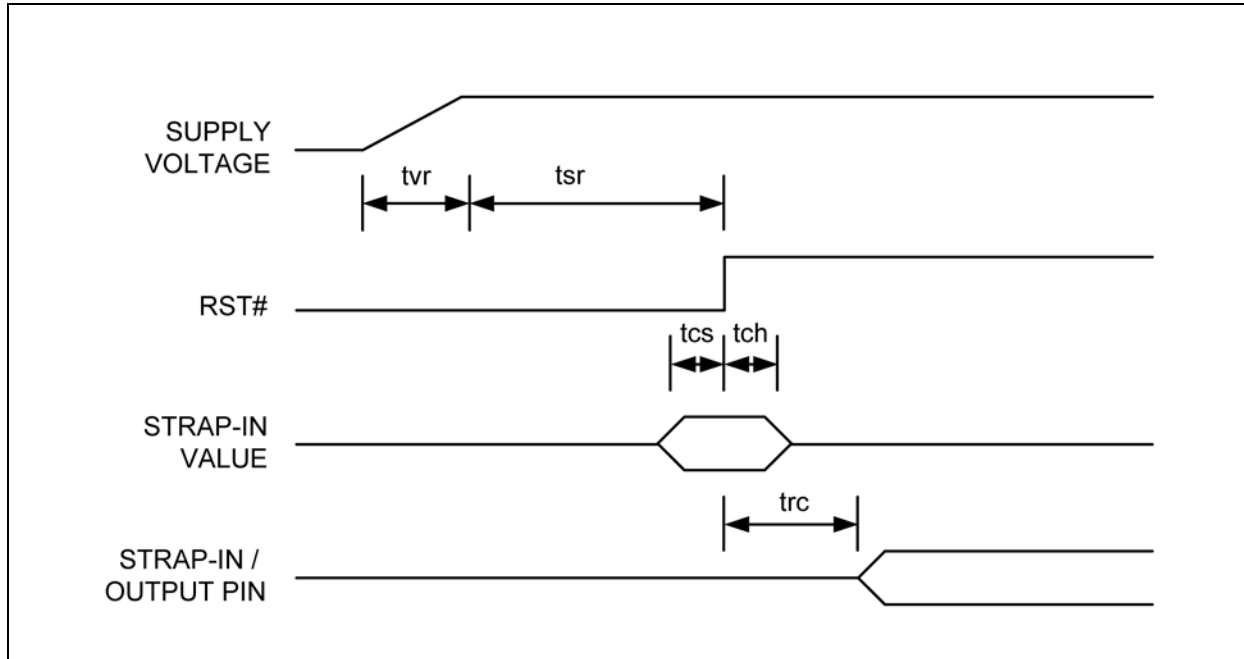 SUPPLY
VOLTAGE
tvr
tsr
RST#
tcs
tch
STRAP-IN
VALUE
trc
STRAP-IN /
OUTPUT PIN